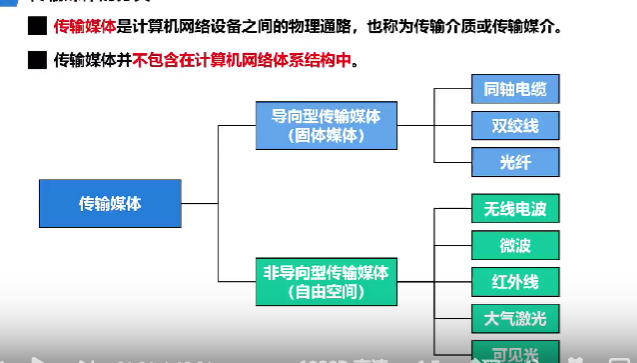 传输媒体是计算机网络设备之间的物理通路，也称为传输介质或传输媒介。
传输媒体并不包含在计算机网络体系结构中。
传输媒体
导向型传输媒体
（固体媒体）
同轴电缆
双绞线
光纤
非导向型传输媒体
（自由空间）
无线电波
微波
红外线
大气激光
可见光